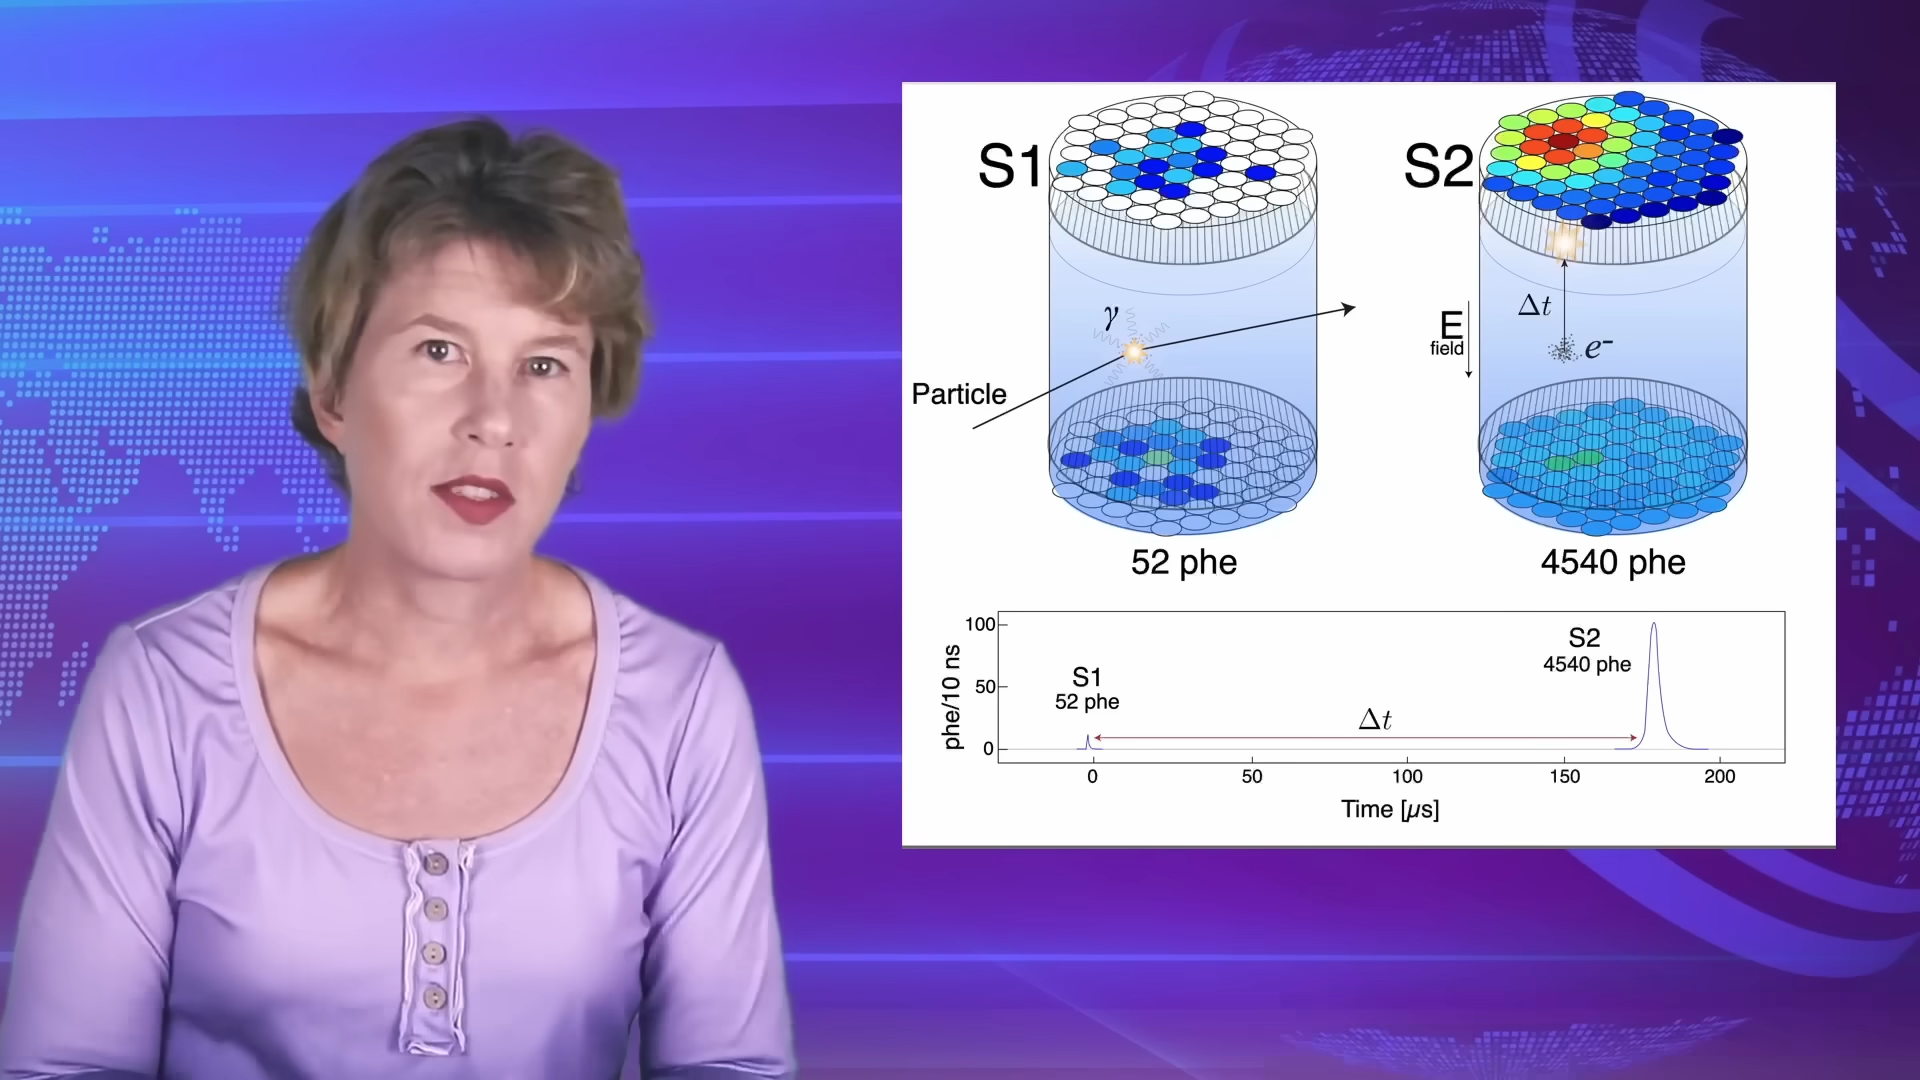 S1
S2
γ
Δt
E
field
e-
Particle
52 phe
4540 phe
100
50
0
phe/10 ns
S1
52 phe
S2
4540 phe
Δt
0
50
100
150
200
Time [µs]